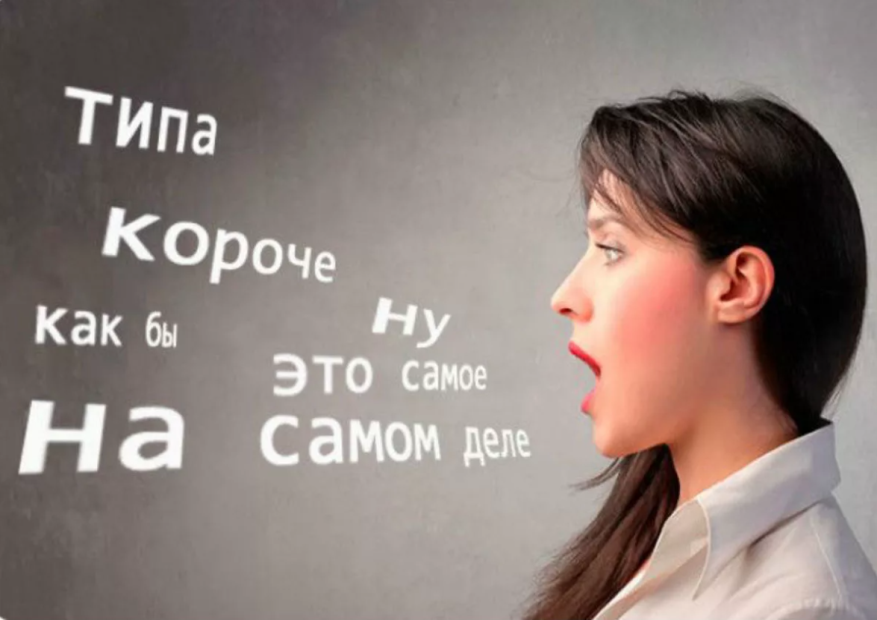 типа
короче
как бы
ну
это самое
на самом деле